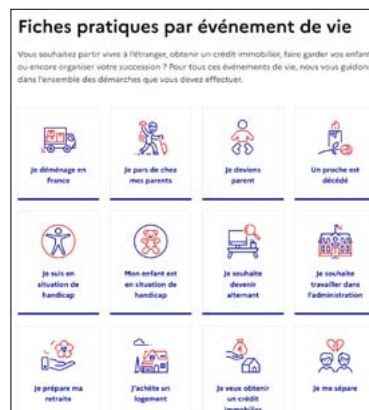 Fiches pratiques par événement de vie
Vous souhaitez partir vivre à l'étranger, obtenir un crédit immobilier, faire garder vos enfant
ou encore organiser votre succession ? Pour tous ces événements de vie, nous vous guidons
dans l'ensemble des démarches que vous devez effectuer.
Je déménage en
France
Je pars de chez
mes parents
Je deviens
parent
Un proche est
décédé
Je suis en
situation de
handicap
Mon enfant est
en situation de
handicap
Je souhaite
devenir
alternant
Je souhaite
travailler dans
l'administration
Je prépare ma
retraite
J'achète un
logement
Je veux obtenir
un crédit
immobilier
Je me sépare